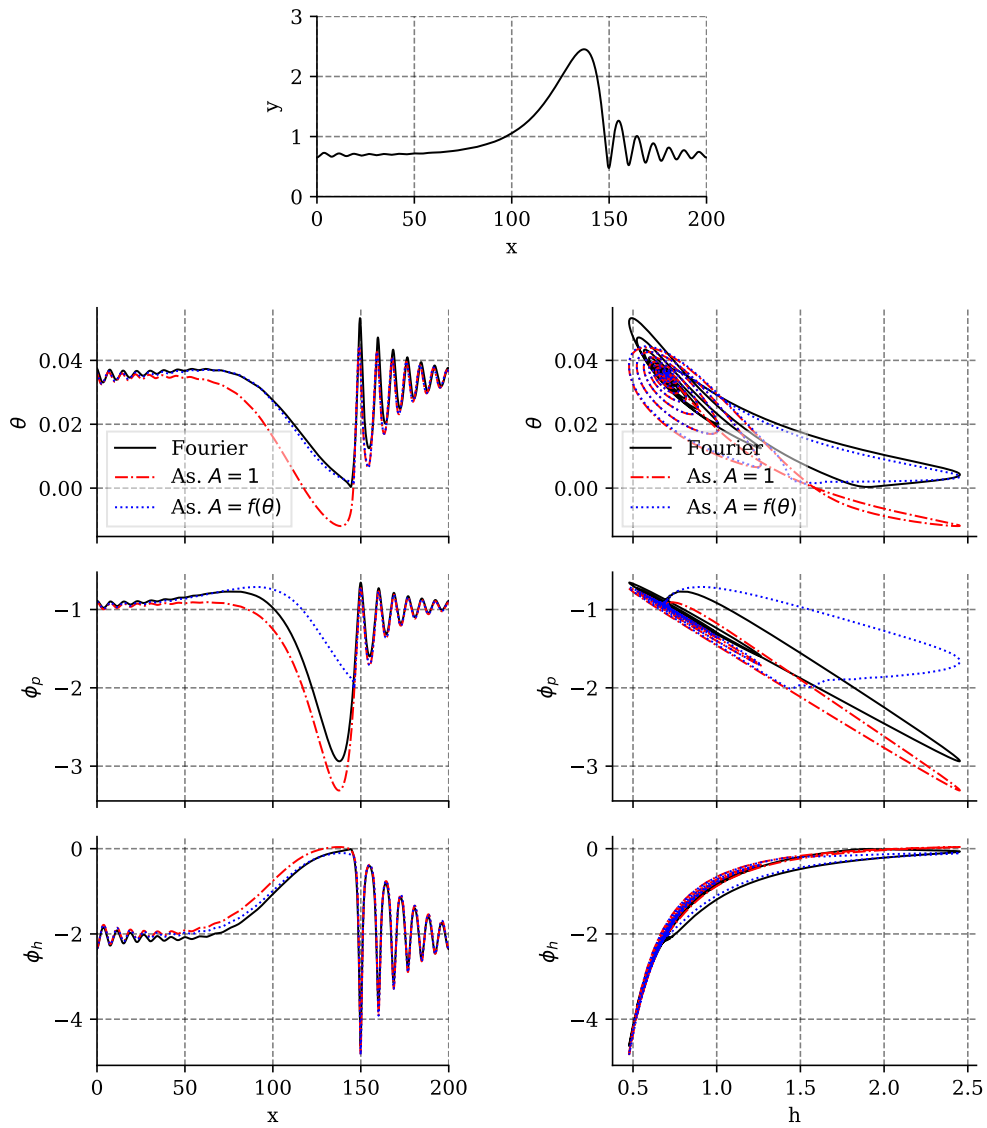 3
2
1
0
y
0 50 100 150 200
x
0.04
0.02
0.00
θ
Fourier
As. A = 1
As. A = f(θ)
0.04
0.02
0.00
θ
Fourier
As. A = 1
As. A = f(θ)
−1
−2
−3
ϕp
−1
−2
−3
ϕp
0
−2
−4
ϕh
0 50 100 150 200
x
0
−2
−4
ϕh
0.5 1.0 1.5 2.0 2.5
h